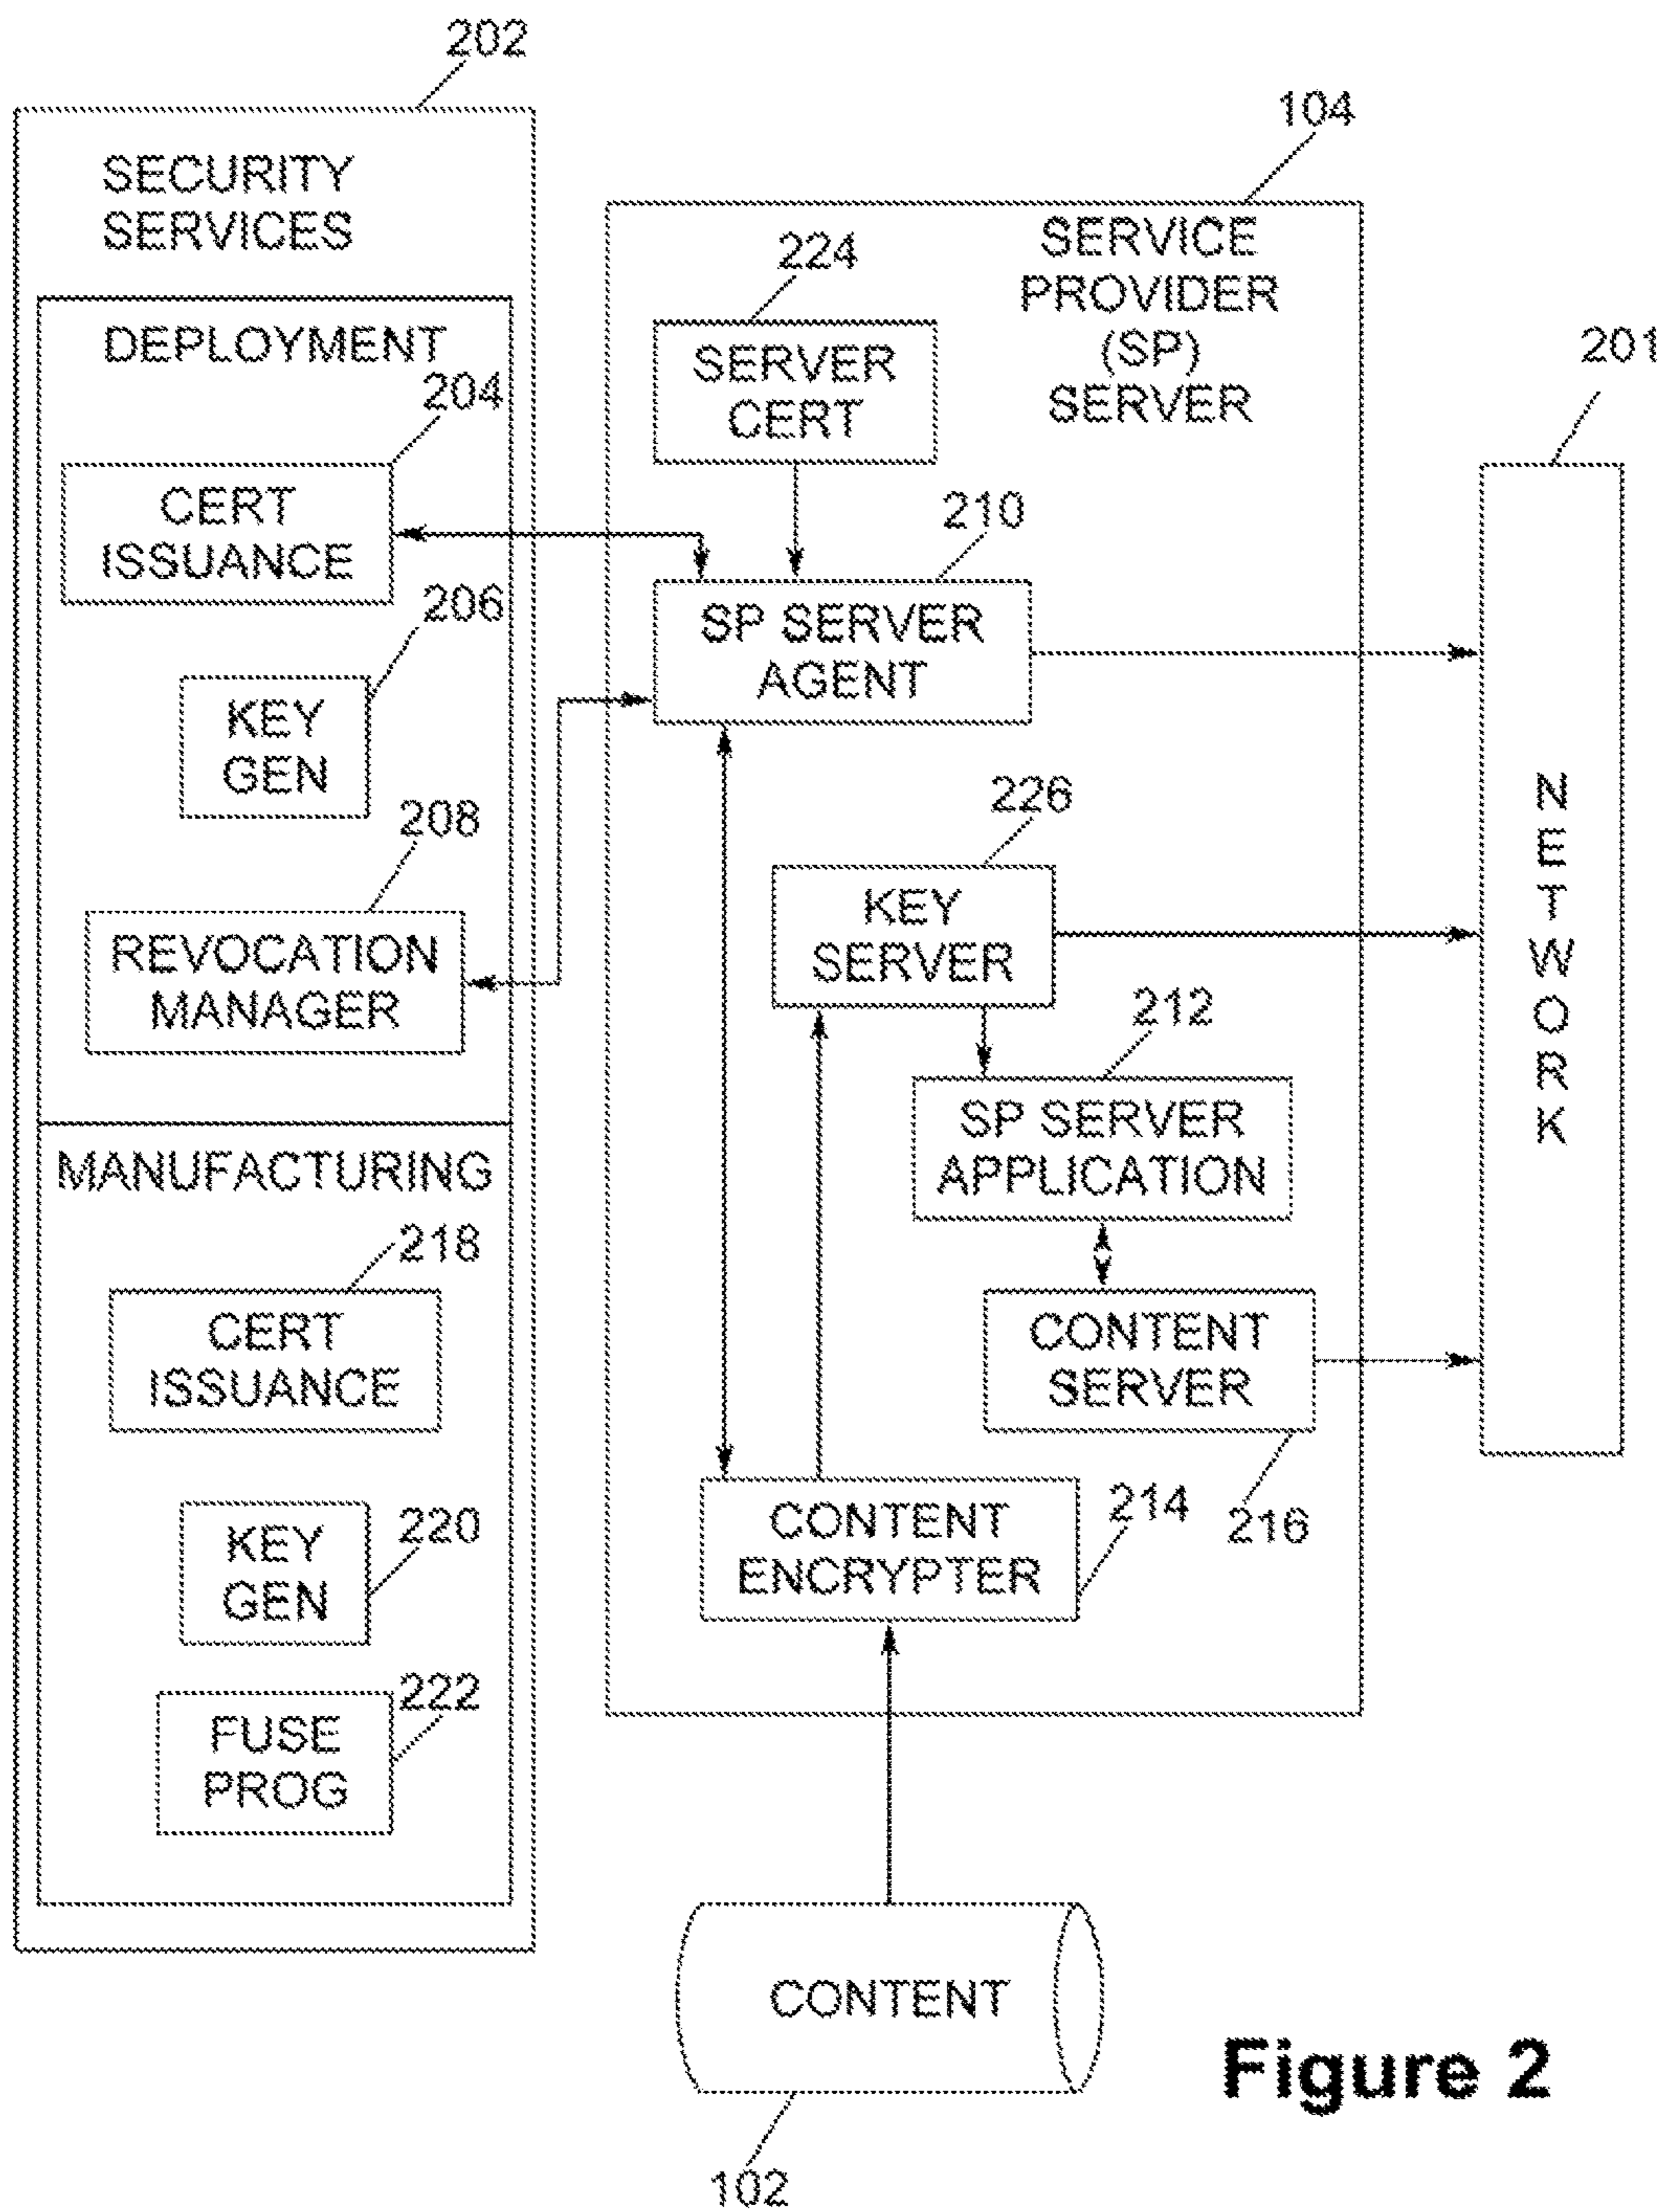 202
SECURITY
SERVICES
DEPLOYMENT
204
CERT
ISSUANCE
206
KEY
GEN
208
REVOCATION
MANAGER
MANUFACTURING
218
CERT
ISSUANCE
220
KEY
GEN
222
FUSE
PROG
104
SERVICE
PROVIDER
(SP)
SERVER
224
SERVER
CERT
210
SP SERVER
AGENT
226
KEY
SERVER
212
SP SERVER
APPLICATION
CONTENT
SERVER
216
214
CONTENT
ENCRYPTER
CONTENT
102
201
NETWORK
Figure 2